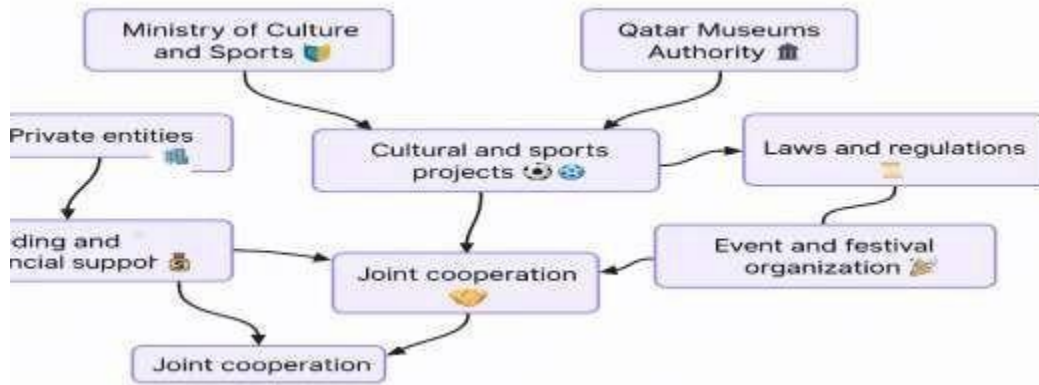 Ministry of Culture
and Sports
Qatar Museums
Authority
Private entities
Cultural and sports
projects
Laws and regulations
ding and
ncial suppor
Joint cooperation
Event and festival
organization
Joint cooperation